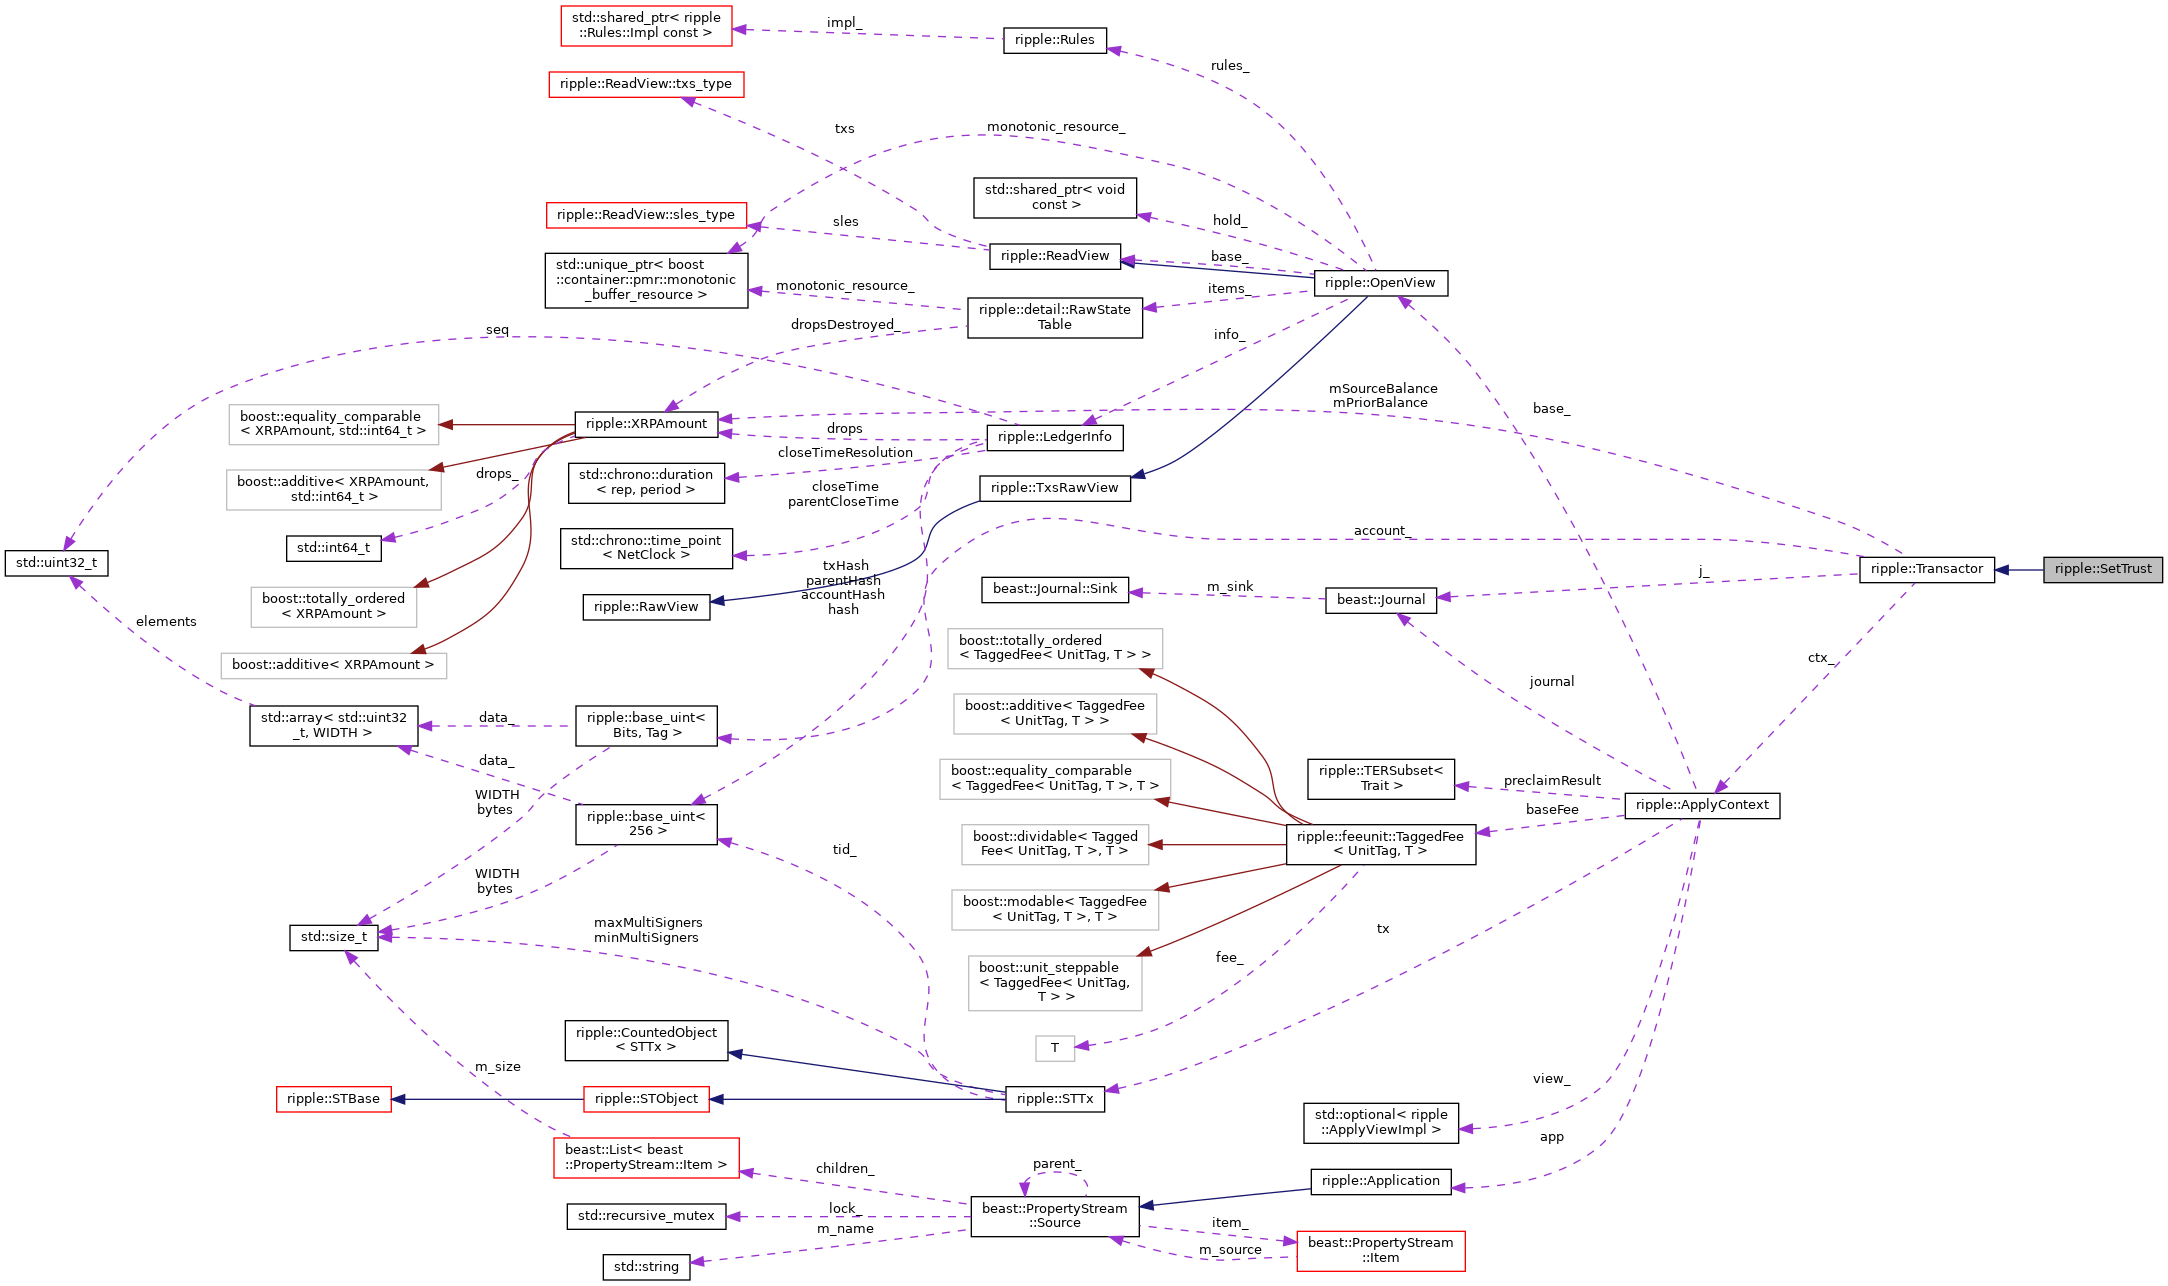 std::shared_ptr< ripple
::Rules::Impl const >
impl_
ripple::Rules
rules_
ripple::ReadView::txs_type
txs
monotonic_resource_
std::shared_ptr< void
const >
hold_
ripple::ReadView::sles_type
sles
ripple::ReadView
base_
std::unique_ptr< boost
::container::pmr::monotonic
_buffer_resource >
monotonic_resource_
ripple::detail::RawState
Table
items_
ripple::OpenView
dropsDestroyed_
info_
seq
boost::equality_comparable
< XRPAmount, std::int64_t >
ripple::XRPAmount
drops
ripple::LedgerInfo
mSourceBalance
mPriorBalance
base_
boost::additive< XRPAmount,
std::int64_t >
drops_
std::chrono::duration
< rep, period >
closeTimeResolution
closeTime
parentCloseTime
ripple::TxsRawView
std::int64_t
std::chrono::time_point
< NetClock >
account_
std::uint32_t
boost::totally_ordered
< XRPAmount >
ripple::RawView
txHash
parentHash
accountHash
hash
beast::Journal::Sink
m_sink
beast::Journal
j_
ripple::Transactor
ripple::SetTrust
elements
boost::additive< XRPAmount >
boost::totally_ordered
< TaggedFee< UnitTag, T > >
ctx_
journal
std::array< std::uint32
_t, WIDTH >
data_
ripple::base_uint<
Bits, Tag >
boost::additive< TaggedFee
< UnitTag, T > >
data_
WIDTH
bytes
boost::equality_comparable
< TaggedFee< UnitTag, T >, T >
ripple::TERSubset<
Trait >
preclaimResult
ripple::ApplyContext
baseFee
ripple::base_uint<
256 >
boost::dividable< Tagged
Fee< UnitTag, T >, T >
ripple::feeunit::TaggedFee
< UnitTag, T >
tid_
WIDTH
bytes
boost::modable< TaggedFee
< UnitTag, T >, T >
std::size_t
maxMultiSigners
minMultiSigners
tx
fee_
boost::unit_steppable
< TaggedFee< UnitTag,
T > >
ripple::CountedObject
< STTx >
T
m_size
ripple::STBase
ripple::STObject
ripple::STTx
view_
std::optional< ripple
::ApplyViewImpl >
app
beast::List< beast
::PropertyStream::Item >
children_
parent_
ripple::Application
std::recursive_mutex
lock_
beast::PropertyStream
::Source
m_name
item_
m_source
beast::PropertyStream
::Item
std::string